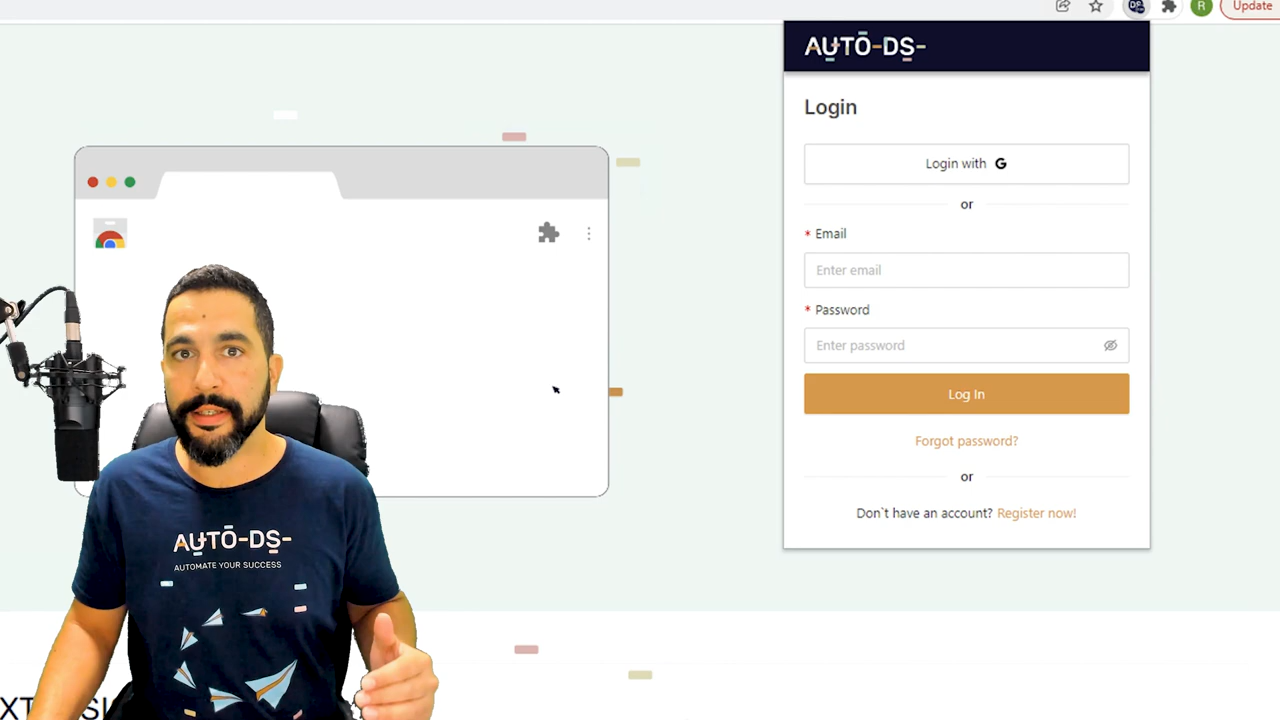 Update
R
AUTO-DS-
Login
Login with G
or
* Email
Enter email
* Password
Enter password
Log In
Forgot password?
or
Don`t have an account? Register now!
AUTO-DS-
AUTOMATE YOUR SUCCESS